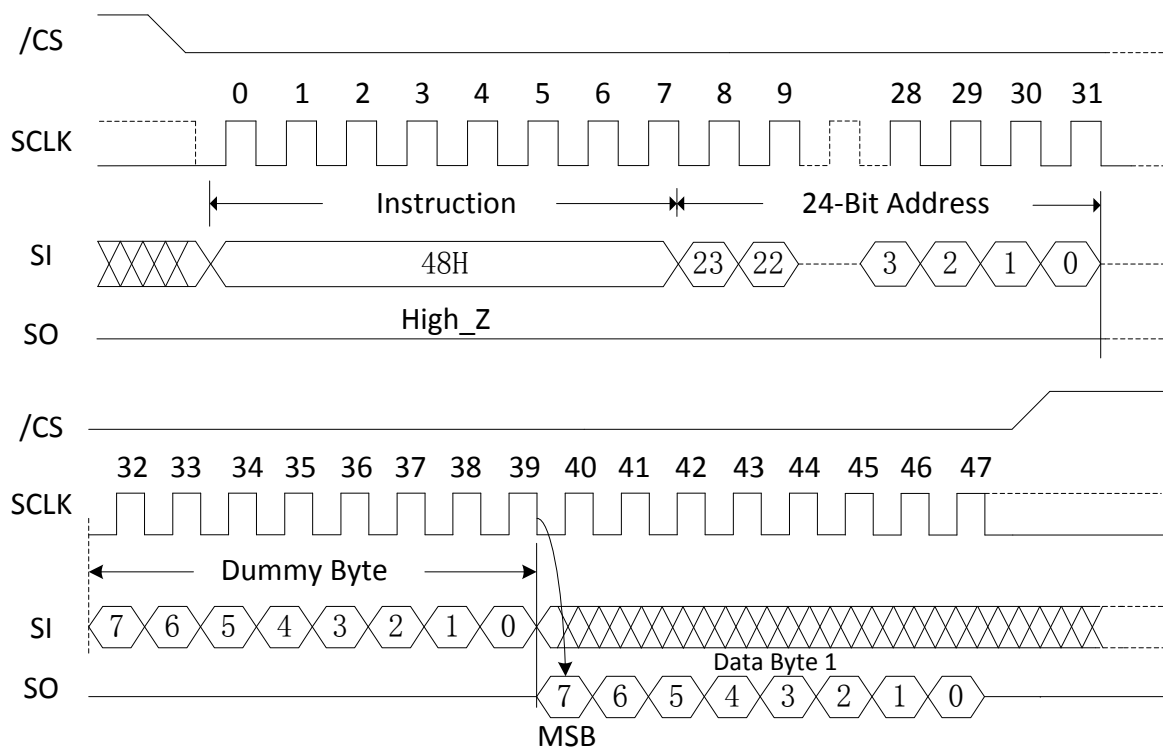 /CS
0 1 2 3 4 5 6 7 8 9 28 29 30 31
SCLK
Instruction 24-Bit Address
SI 48H 23 22 3 2 1 0
High_Z
SO
/CS
32 33 34 35 36 37 38 39 40 41 42 43 44 45 46 47
SCLK
Dummy Byte
SI 7 6 5 4 3 2 1 0
Data Byte 1
SO 7 6 5 4 3 2 1 0
MSB